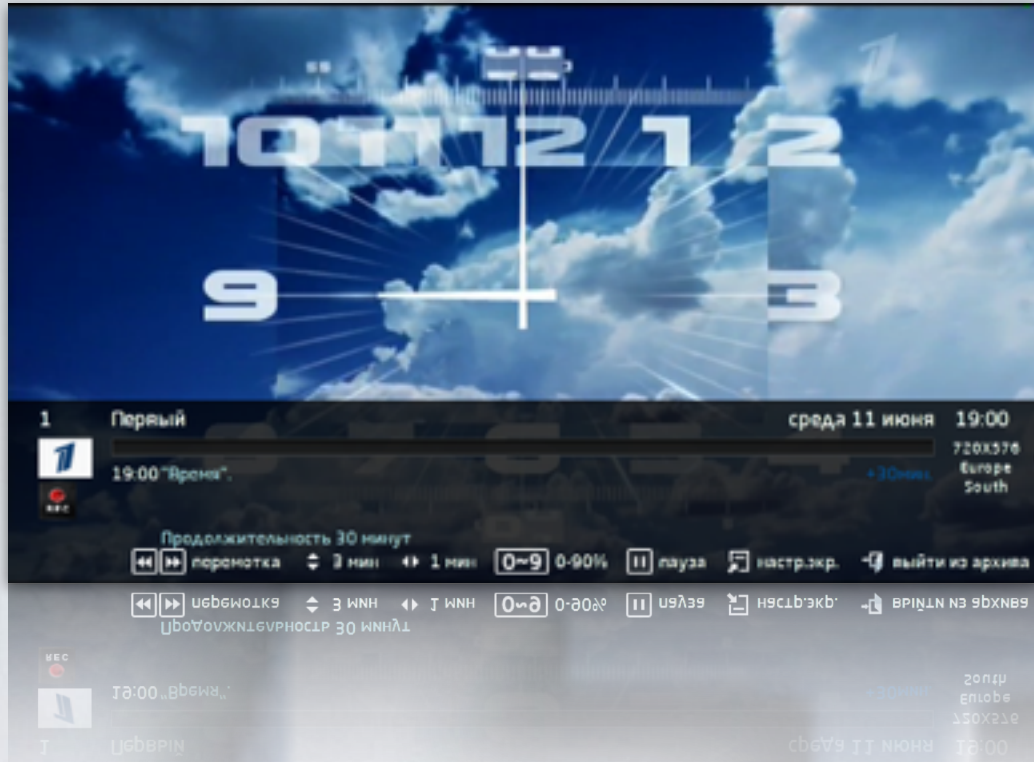 10 11 12 1 2
9 3
1 Первый среда 11 июня 19:00
720X576
19:00 "Время". +30мин. Europe
South
REC
Продолжительность 30 минут
перемотка 3 мин 1 мин 0~9 0-90% пауза настр.экр. выйти из архива